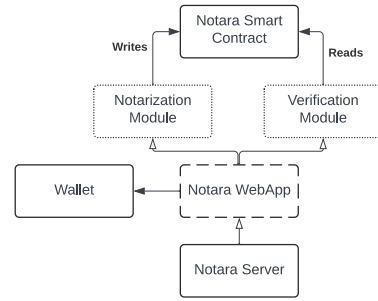 Notara Smart
Contract
Writes
Reads
Notarization
Module
Verification
Module
Wallet
Notara WebApp
Notara Server